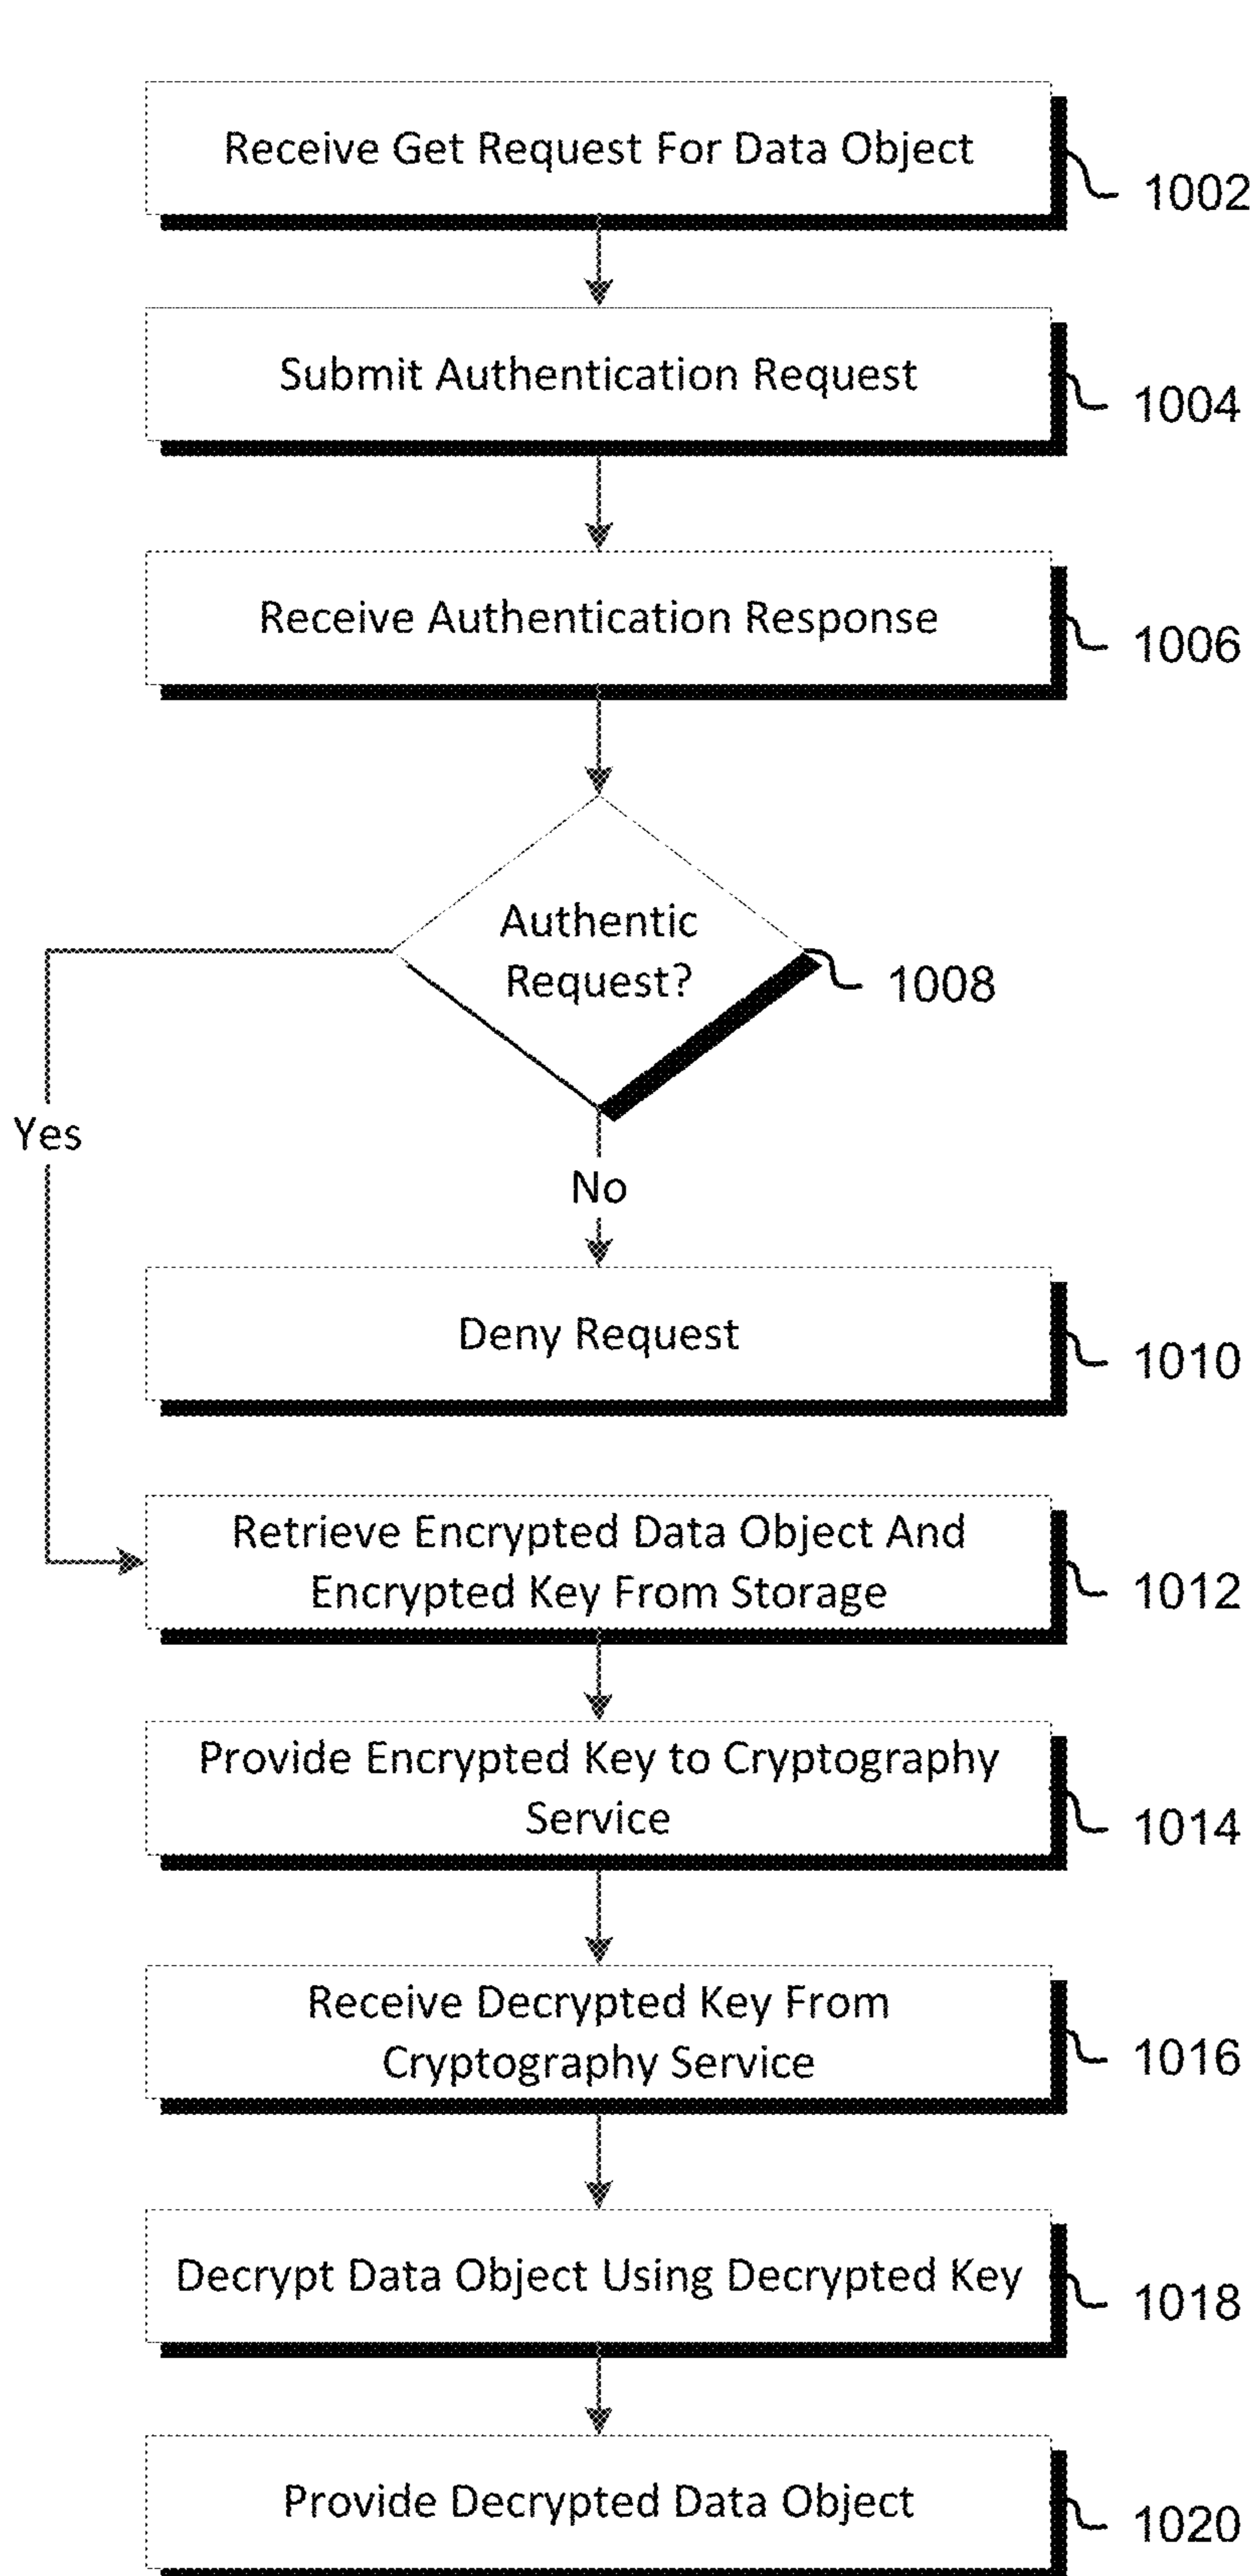 Receive Get Request For Data Object
1002
Submit Authentication Request
1004
Receive Authentication Response
1006
Authentic
Request?
1008
Yes
No
Deny Request
1010
Retrieve Encrypted Data Object And
Encrypted Key From Storage
1012
Provide Encrypted Key to Cryptography
Service
1014
Receive Decrypted Key From
Cryptography Service
1016
Decrypt Data Object Using Decrypted Key
1018
Provide Decrypted Data Object
1020